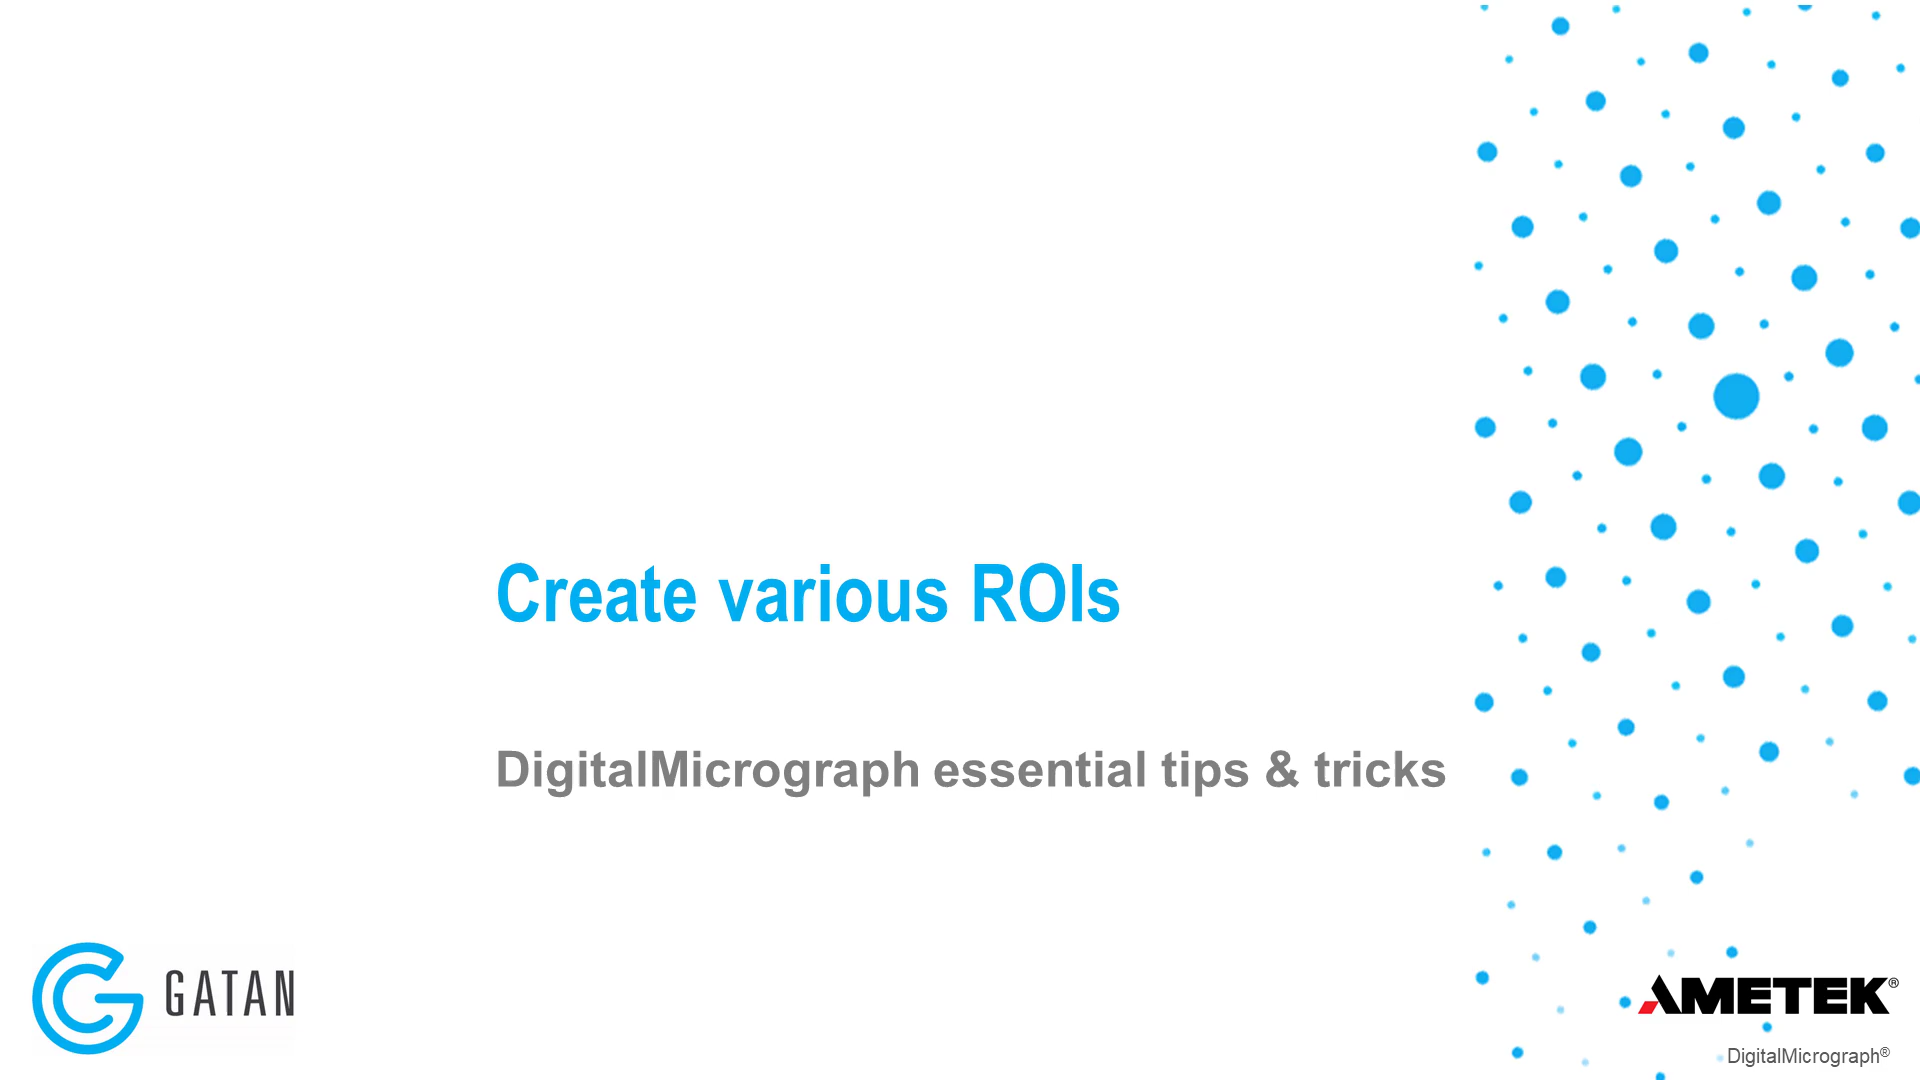 Create various ROIs
DigitalMicrograph essential tips & tricks
GATAN
AMETEK®
DigitalMicrograph®